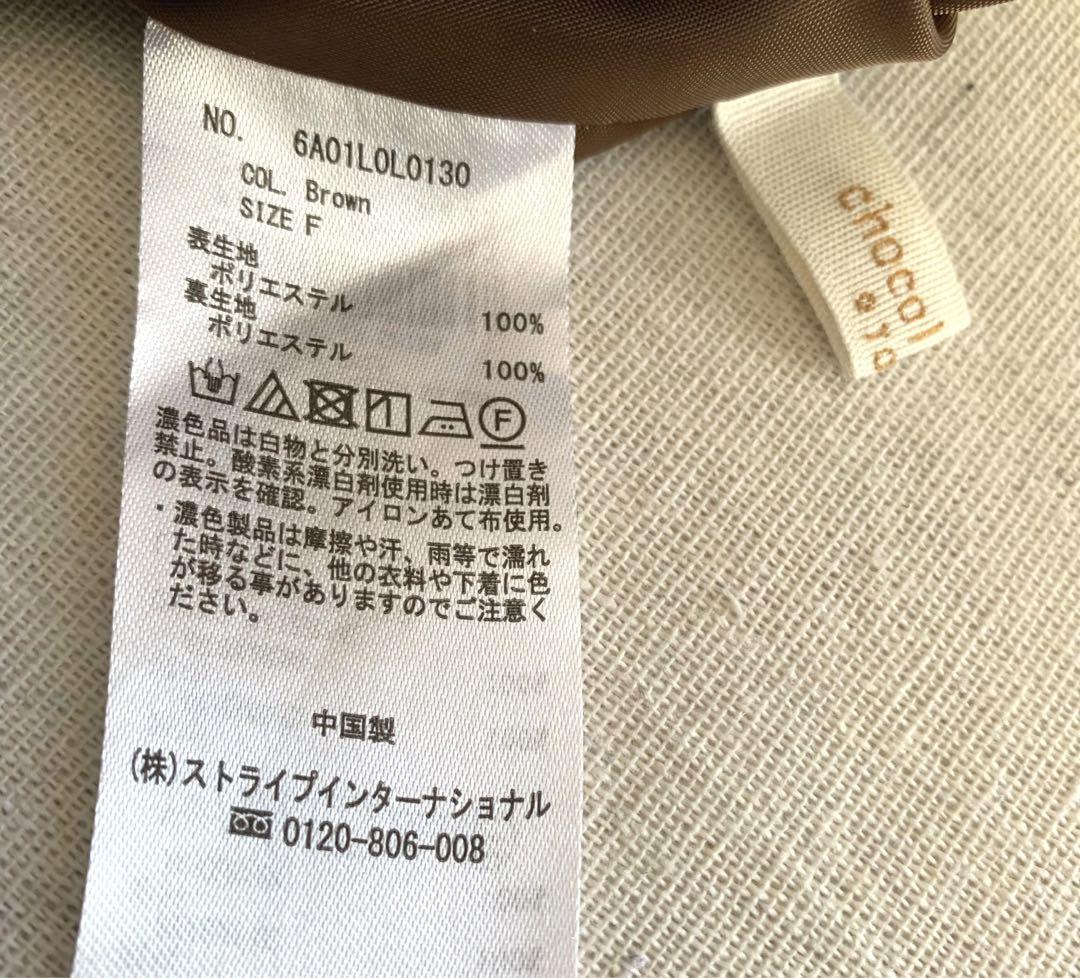 NO. 6A01L0L0130
COL. Brown
SIZE F
表生地
ポリエステル 100%
裏生地
ポリエステル 100%
F
濃色品は白物と分別洗い。つけ置き
禁止。酸素系漂白剤使用時は漂白剤
の表示を確認。アイロンあて布使用。
・濃色製品は摩擦や汗、雨等で濡れ
た時などに、他の衣料や下着に色
が移る事がありますのでご注意く
ださい。
中国製
(株)ストライプインターナショナル
0120-806-008
chocol